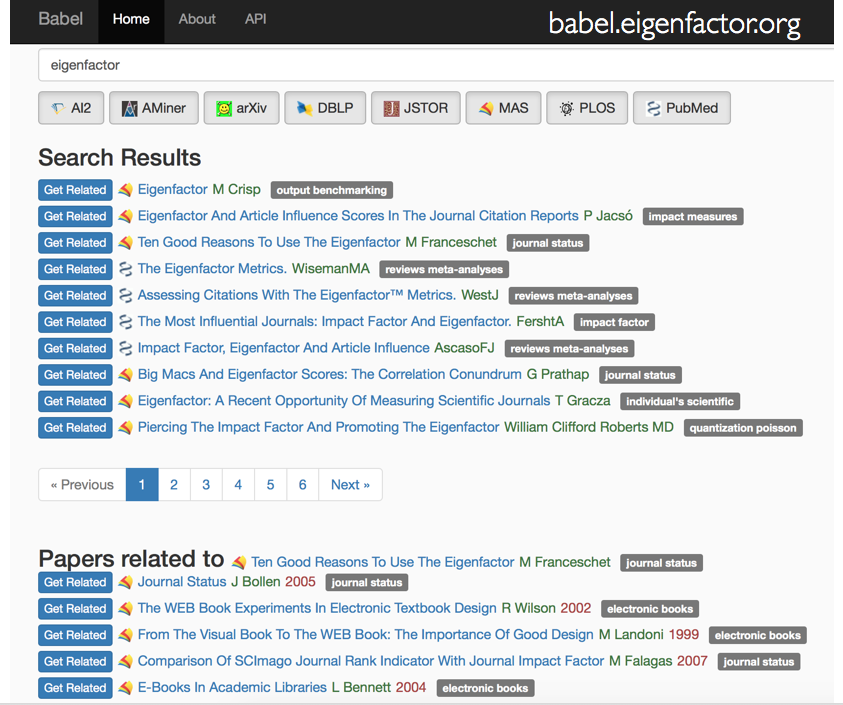 Babel Home About API babel.eigenfactor.org
eigenfactor
AI2 AMiner arXiv DBLP JSTOR MAS PLOS PubMed
Search Results
Get Related Eigenfactor M Crisp output benchmarking
Get Related Eigenfactor And Article Influence Scores In The Journal Citation Reports P Jacsó impact measures
Get Related Ten Good Reasons To Use The Eigenfactor M Franceschet journal status
Get Related The Eigenfactor Metrics. WisemanMA reviews meta-analyses
Get Related Assessing Citations With The Eigenfactor™ Metrics. WestJ reviews meta-analyses
Get Related The Most Influential Journals: Impact Factor And Eigenfactor. FershtA impact factor
Get Related Impact Factor, Eigenfactor And Article Influence AscasoFJ reviews meta-analyses
Get Related Big Macs And Eigenfactor Scores: The Correlation Conundrum G Prathap journal status
Get Related Eigenfactor: A Recent Opportunity Of Measuring Scientific Journals T Gracza individual's scientific
Get Related Piercing The Impact Factor And Promoting The Eigenfactor William Clifford Roberts MD quantization poisson
« Previous 1 2 3 4 5 6 Next »
Papers related to Ten Good Reasons To Use The Eigenfactor M Franceschet journal status
Get Related Journal Status J Bollen 2005 journal status
Get Related The WEB Book Experiments In Electronic Textbook Design R Wilson 2002 electronic books
Get Related From The Visual Book To The WEB Book: The Importance Of Good Design M Landoni 1999 electronic books
Get Related Comparison Of SCImago Journal Rank Indicator With Journal Impact Factor M Falagas 2007 journal status
Get Related E-Books In Academic Libraries L Bennett 2004 electronic books